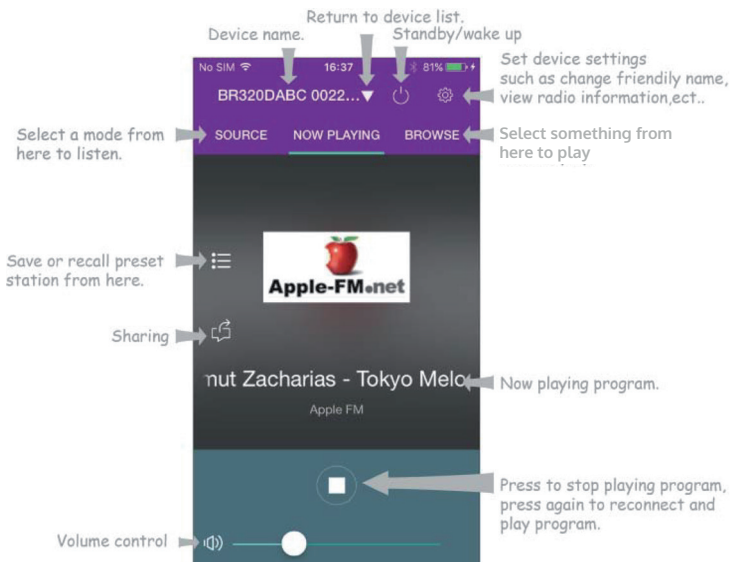 Return to device list.
Device name.
Standby/wake up
No SIM
16:37
81%
Set device settings
such as change friendily name,
view radio information,ect..
BR320DABC 0022...
Select a mode from
here to listen.
SOURCE
NOW PLAYING
BROWSE
Select something from
here to play
Save or recall preset
station from here.
Apple-FM.net
Sharing
mut Zacharias - Tokyo Melo
Now playing program.
Apple FM
Press to stop playing program,
press again to reconnect and
play program.
Volume control